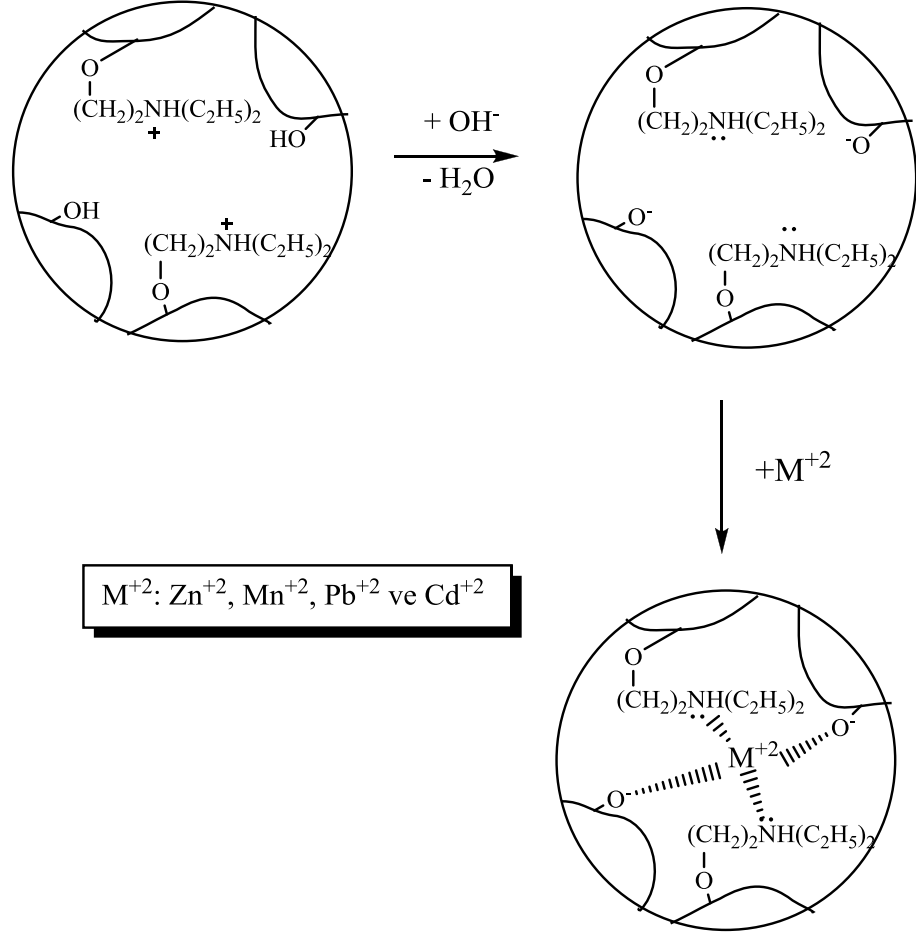 O
(CH₂)₂NH(C₂H₅)₂
+
HO
OH
+
(CH₂)₂NH(C₂H₅)₂
O
+ OH⁻
- H₂O
O
(CH₂)₂NH(C₂H₅)₂
..
⁻O
O⁻
..
(CH₂)₂NH(C₂H₅)₂
O
+M⁺²
M⁺²: Zn⁺², Mn⁺², Pb⁺² ve Cd⁺²
O
(CH₂)₂NH(C₂H₅)₂
..
O⁻
M⁺²
O⁻
..
(CH₂)₂NH(C₂H₅)₂
O